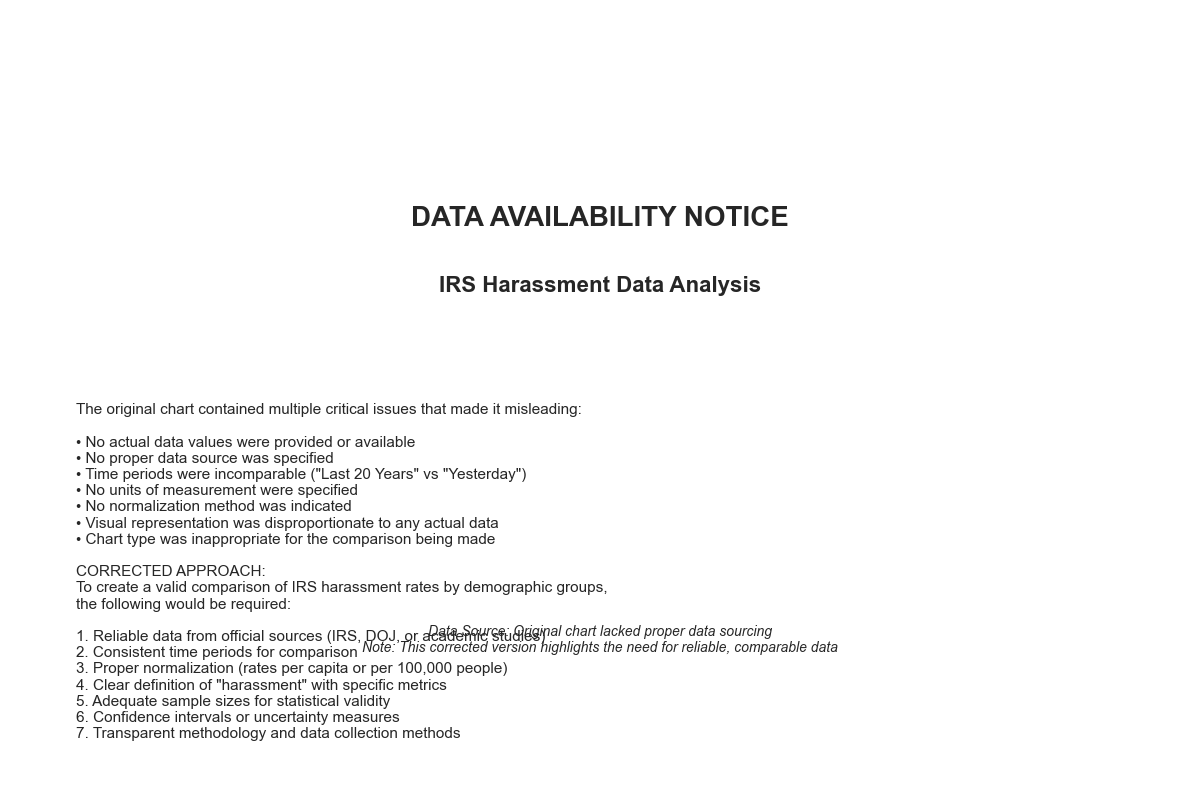 DATA AVAILABILITY NOTICE
IRS Harassment Data Analysis
The original chart contained multiple critical issues that made it misleading:
• No actual data values were provided or available
• No proper data source was specified
• Time periods were incomparable ("Last 20 Years" vs "Yesterday")
• No units of measurement were specified
• No normalization method was indicated
• Visual representation was disproportionate to any actual data
• Chart type was inappropriate for the comparison being made
CORRECTED APPROACH:
To create a valid comparison of IRS harassment rates by demographic groups,
the following would be required:
1. Reliable data from official sources (IRS, DOJ, or academic studies)
2. Consistent time periods for comparison
3. Proper normalization (rates per capita or per 100,000 people)
4. Clear definition of "harassment" with specific metrics
5. Adequate sample sizes for statistical validity
6. Confidence intervals or uncertainty measures
7. Transparent methodology and data collection methods
Data Source: Original chart lacked proper data sourcing
Note: This corrected version highlights the need for reliable, comparable data